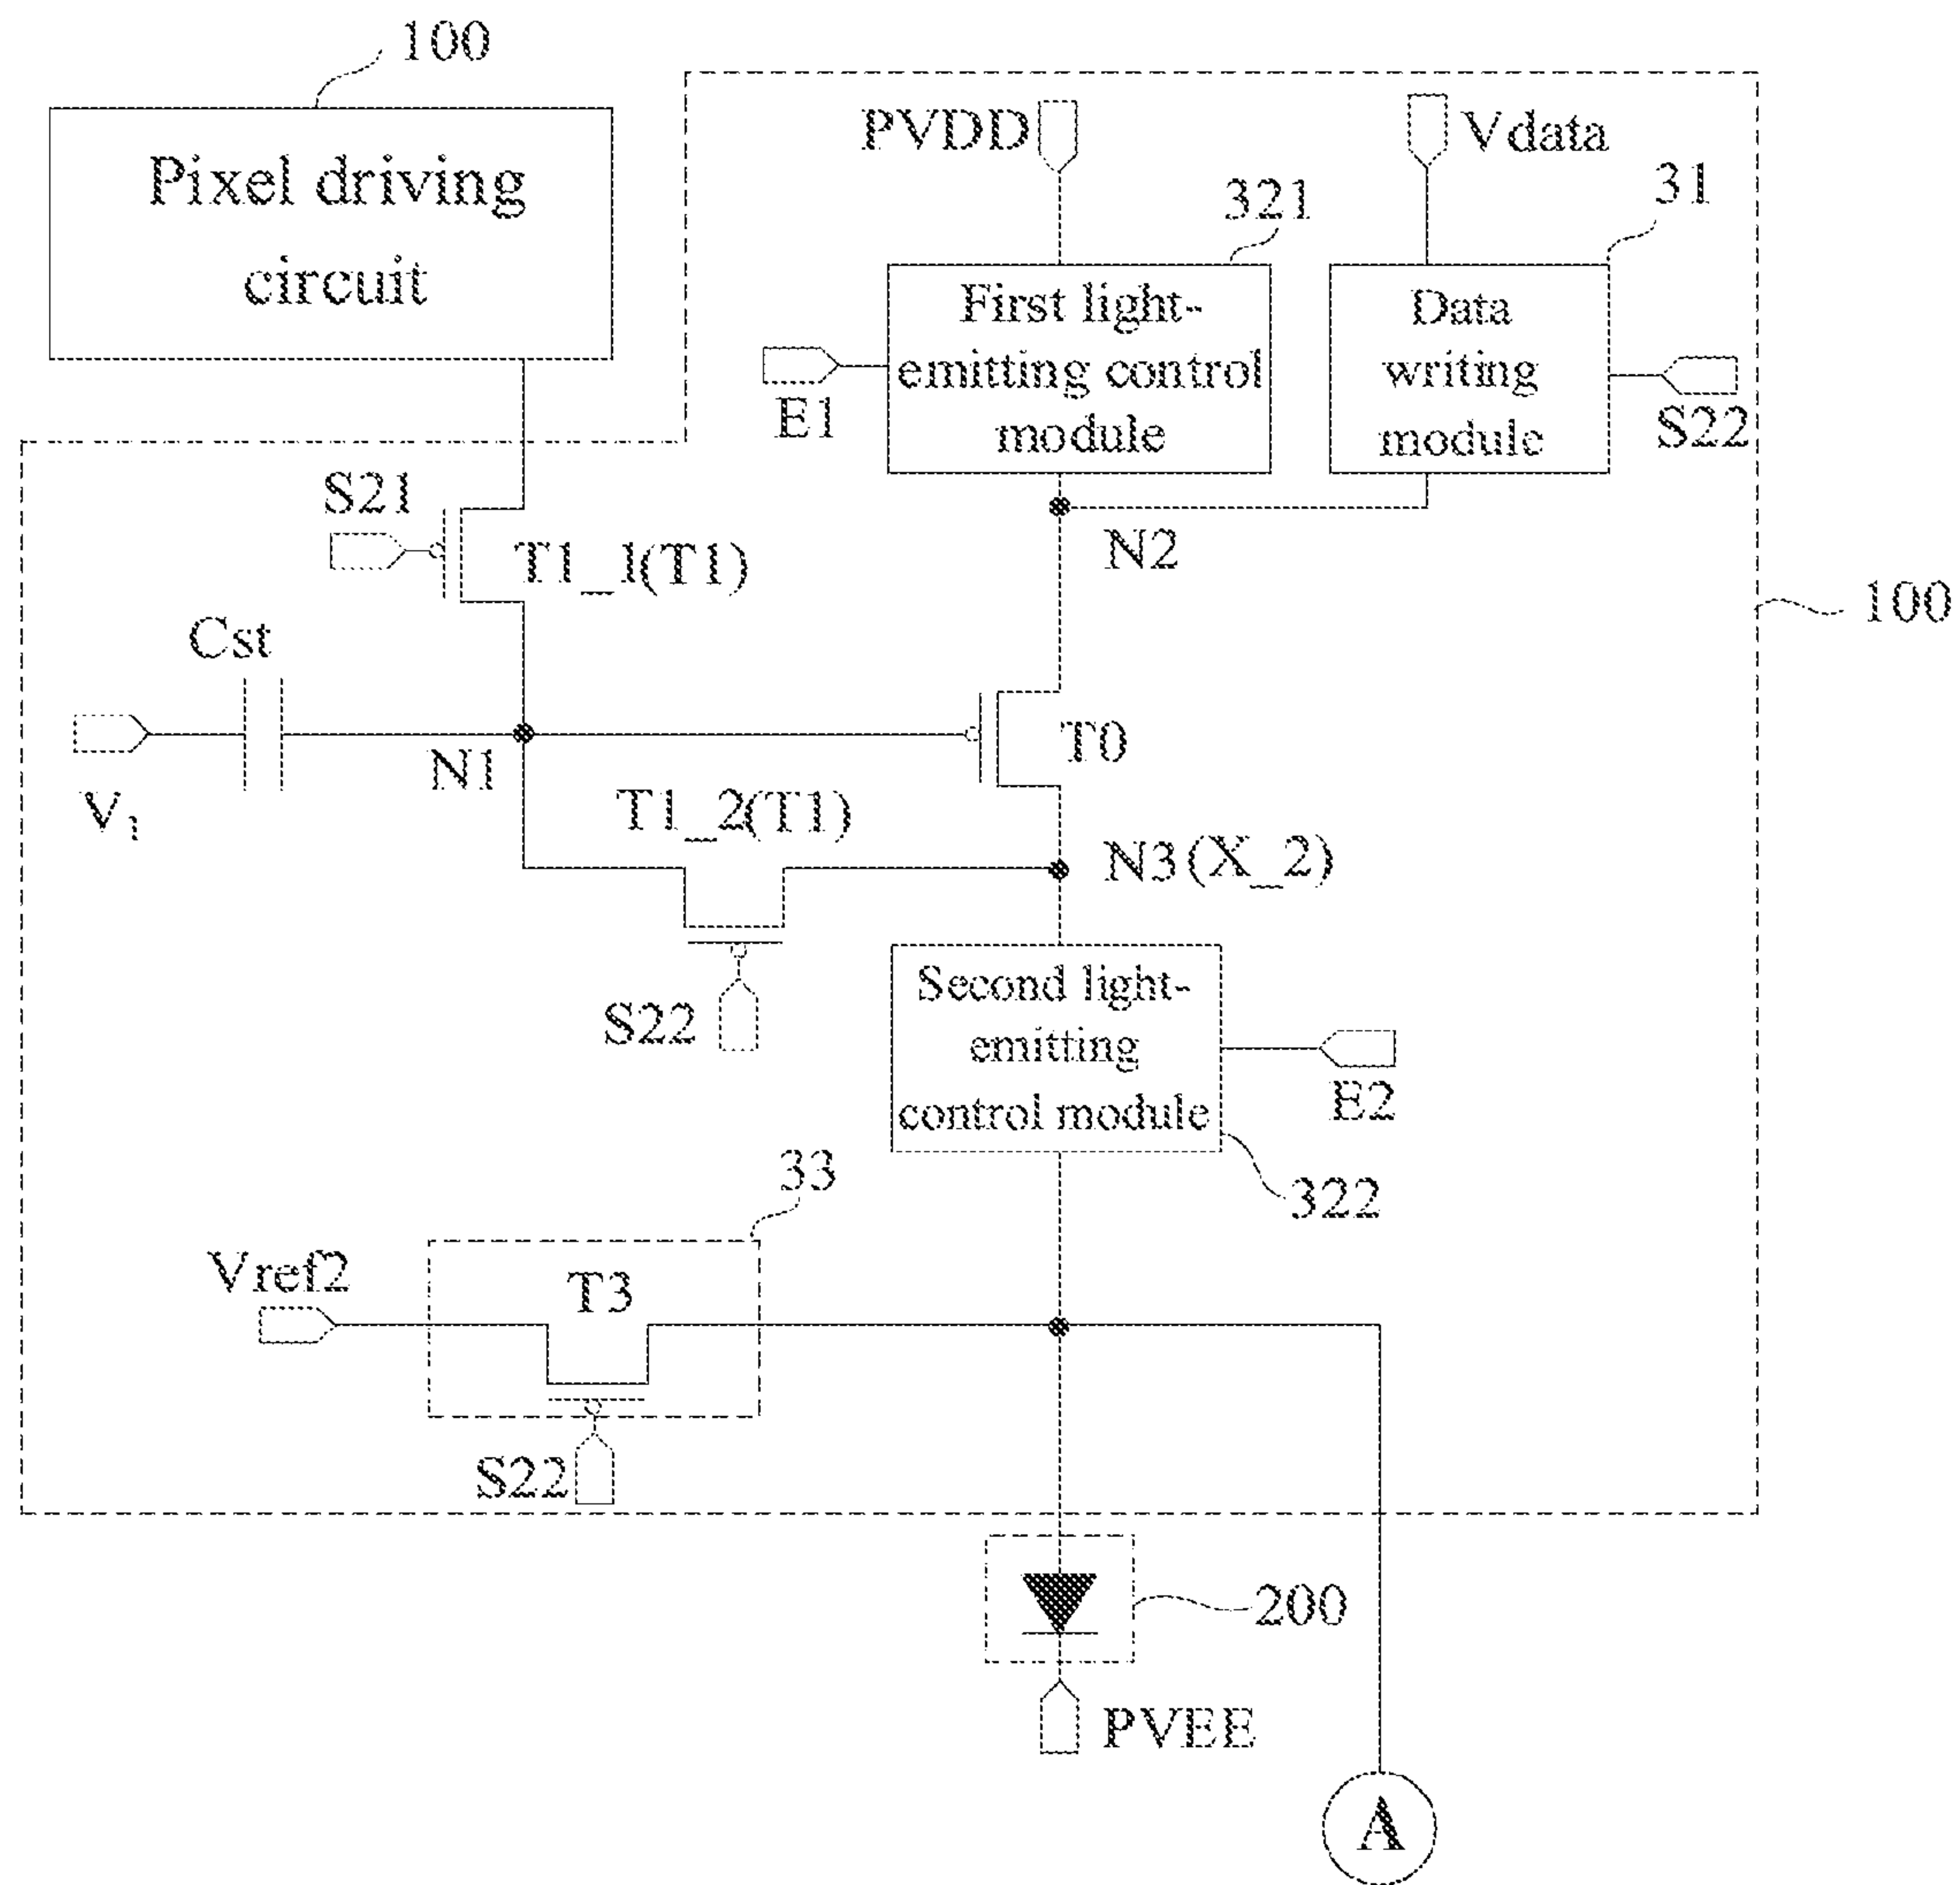 100
Pixel driving
circuit
PVDD
Vdata
321
31
First light-
emitting control
module
Data
writing
module
E1
S22
S21
T1_1(T1)
N2
100
Cst
V1
N1
T0
T1_2(T1)
N3(X_2)
S22
Second light-
emitting
control module
E2
322
33
Vref2
T3
S22
200
PVEE
A